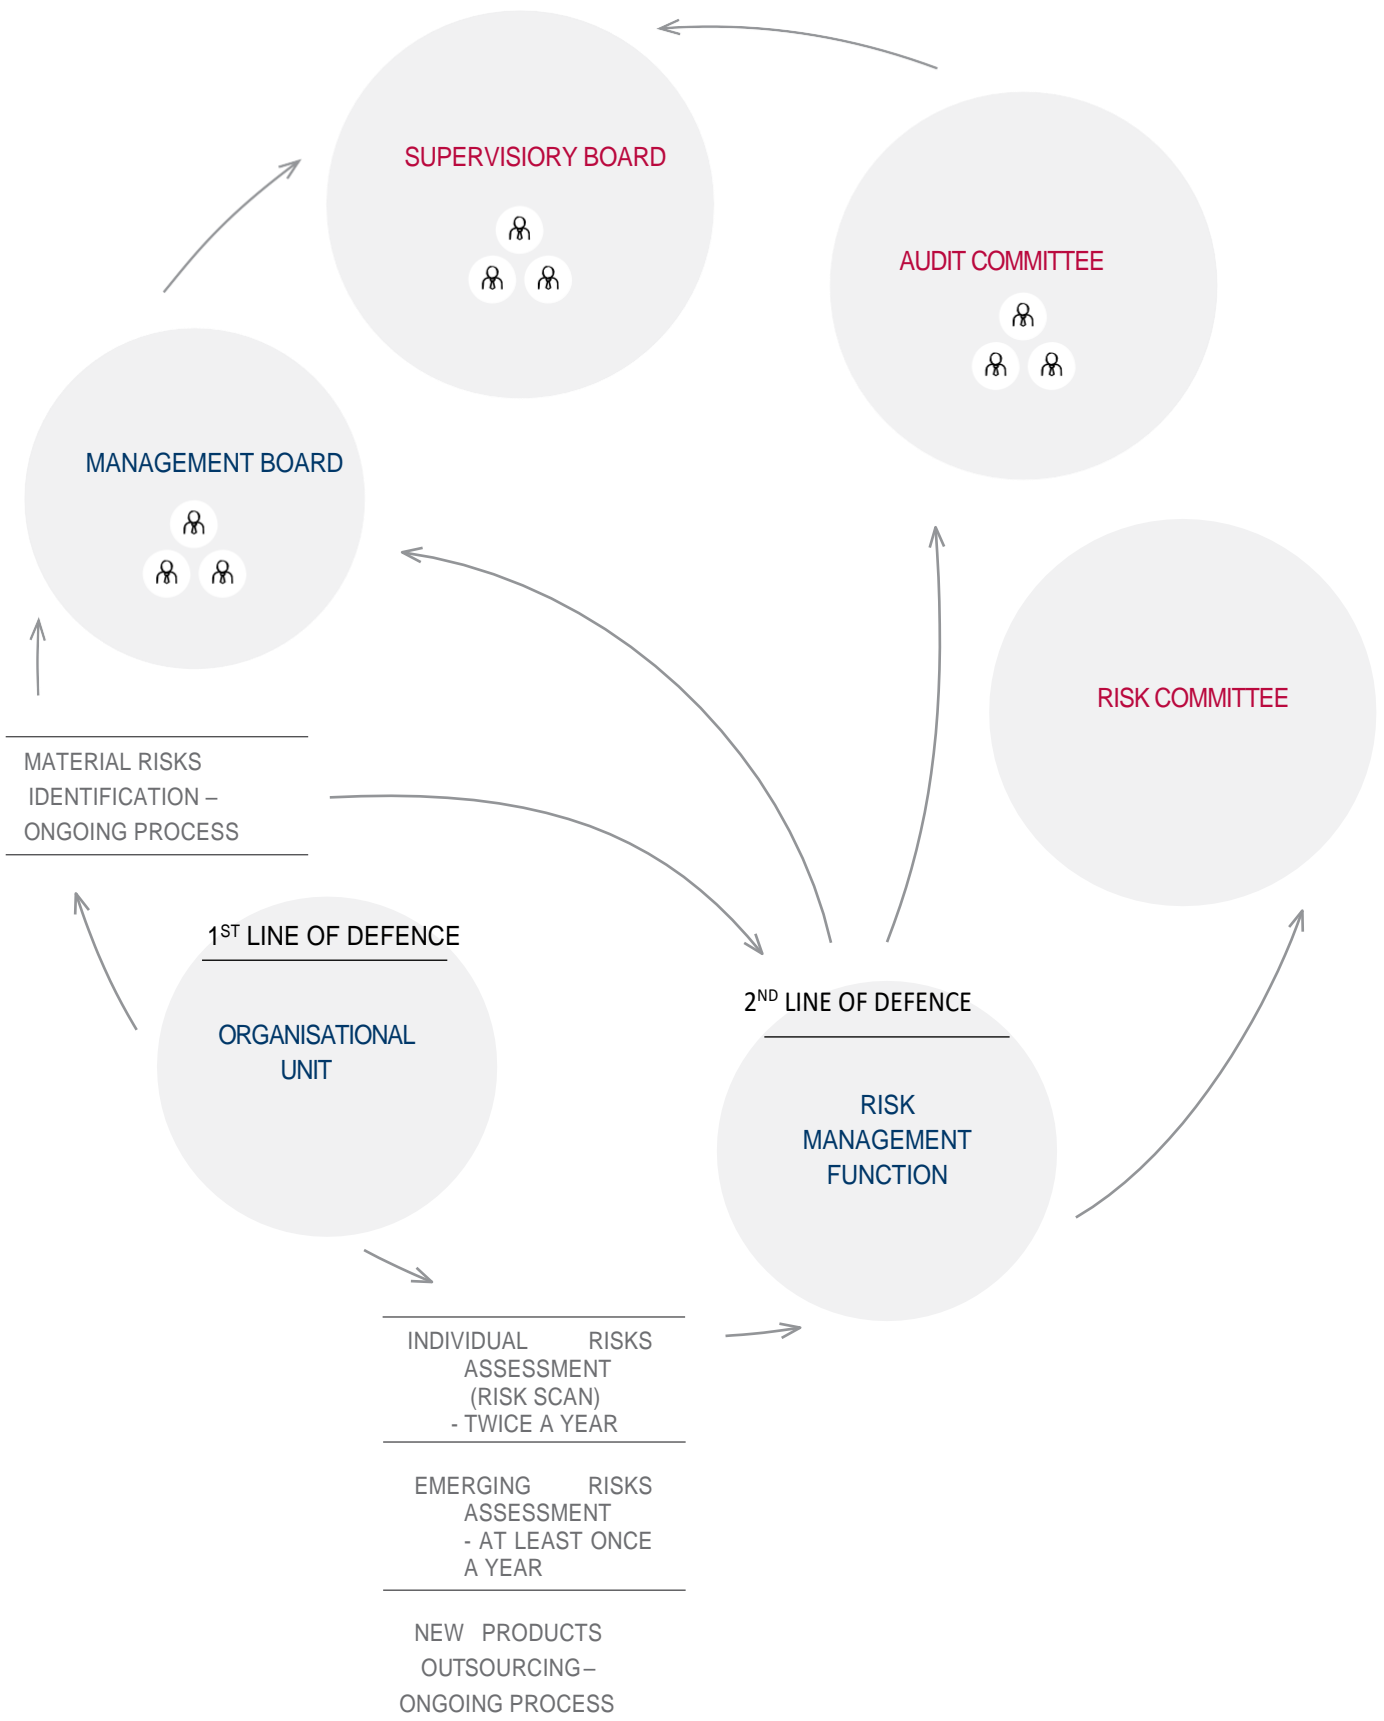 SUPERVISIORY BOARD
AUDIT COMMITTEE
MANAGEMENT BOARD
RISK COMMITTEE
MATERIAL RISKS
IDENTIFICATION –
ONGOING PROCESS
1ST LINE OF DEFENCE
ORGANISATIONAL
UNIT
2ND LINE OF DEFENCE
RISK
MANAGEMENT
FUNCTION
INDIVIDUAL RISKS
ASSESSMENT
(RISK SCAN)
- TWICE A YEAR
EMERGING RISKS
ASSESSMENT
- AT LEAST ONCE
A YEAR
NEW PRODUCTS
OUTSOURCING –
ONGOING PROCESS